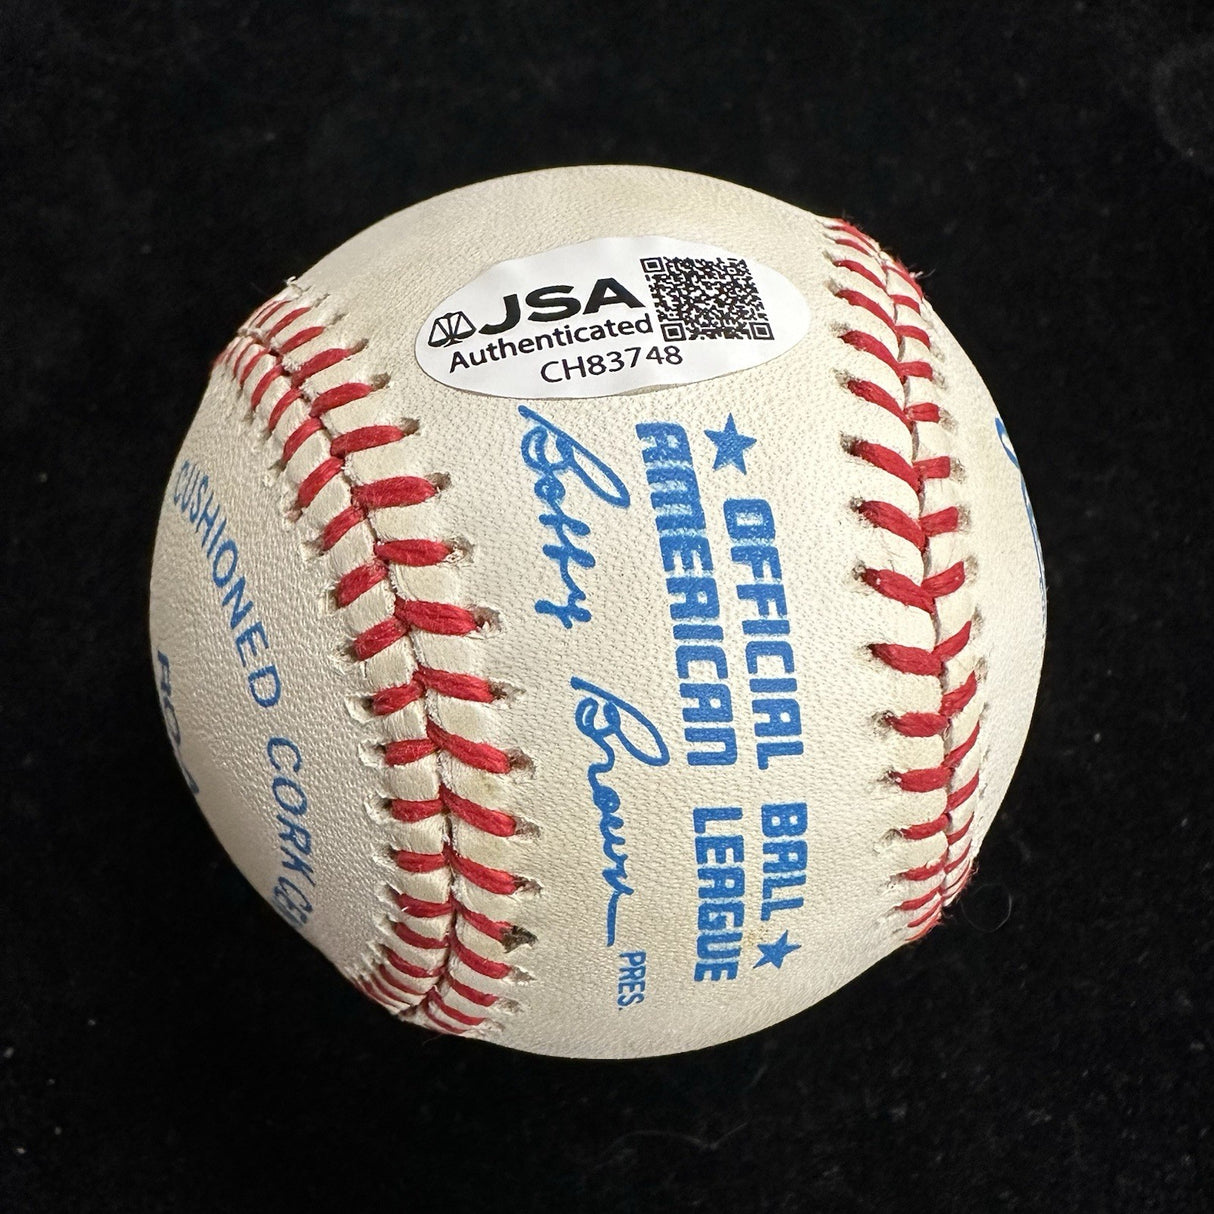 JSA
Authenticated
CH83748
★ OFFICIAL BALL ★
AMERICAN LEAGUE
Bobby Brown PRES.
CUSHIONED CORK